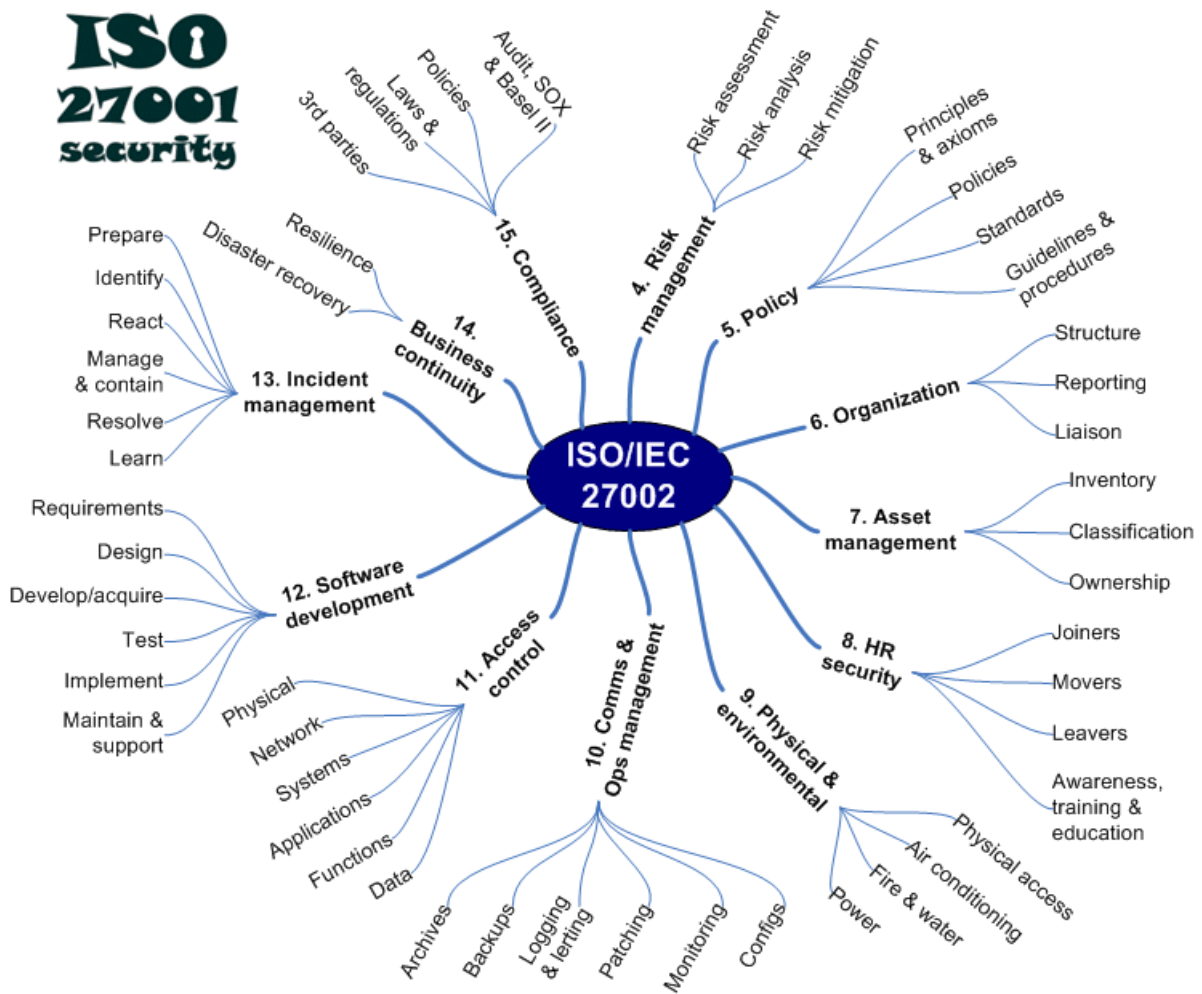 ISO
27001
security
ISO/IEC
27002
4. Risk
management
Risk assessment
Risk analysis
Risk mitigation
5. Policy
Principles
& axioms
Policies
Standards
Guidelines &
procedures
6. Organization
Structure
Reporting
Liaison
7. Asset
management
Inventory
Classification
Ownership
8. HR
security
Joiners
Movers
Leavers
Awareness,
training &
education
9. Physical &
environmental
Physical access
Air conditioning
Fire & water
Power
10. Comms &
Ops management
Archives
Backups
Logging
& lerting
Patching
Monitoring
Configs
11. Access
control
Physical
Network
Systems
Applications
Functions
Data
12. Software
development
Requirements
Design
Develop/acquire
Test
Implement
Maintain &
support
13. Incident
management
Prepare
Identify
React
Manage
& contain
Resolve
Learn
14.
Business
continuity
Resilience
Disaster recovery
15. Compliance
3rd parties
Laws &
regulations
Policies
Audit, SOX
& Basel II